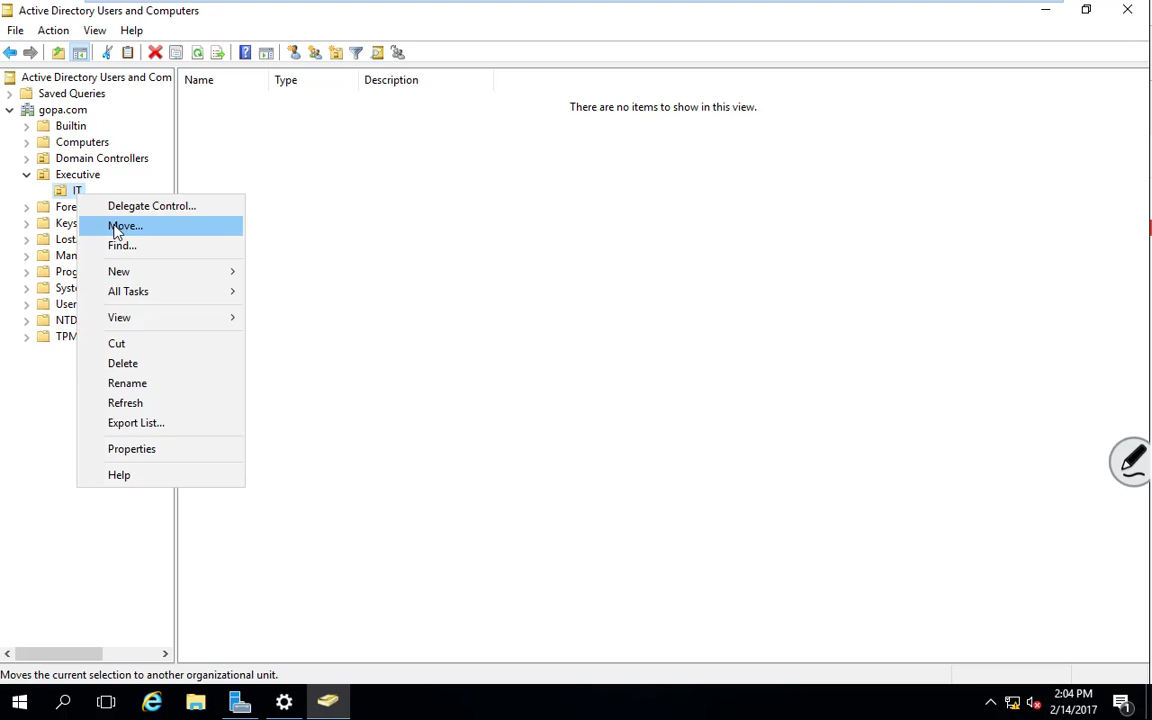 Active Directory Users and Computers
File Action View Help
Active Directory Users and Com
Name Type Description
Saved Queries
There are no items to show in this view.
gopa.com
Builtin
Computers
Domain Controllers
Executive
IT
Fore
Keys
Lost
Man
Prog
Syst
User
NTD
TPM
Delegate Control...
Move...
Find...
New
All Tasks
View
Cut
Delete
Rename
Refresh
Export List...
Properties
Help
Moves the current selection to another organizational unit.
2:04 PM
2/14/2017
1